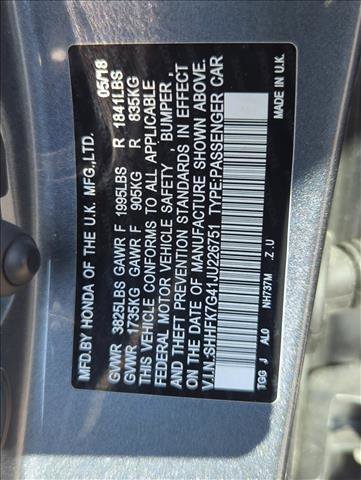 MFD.BY HONDA OF THE U.K. MFG.,LTD. 05/18
GVWR 3825LBS GAWR F 1995LBS R 1841LBS
GVWR 1735KG GAWR F 905KG R 835KG
THIS VEHICLE CONFORMS TO ALL APPLICABLE
FEDERAL MOTOR VEHICLE SAFETY , BUMPER,
AND THEFT PREVENTION STANDARDS IN EFFECT
ON THE DATE OF MANUFACTURE SHOWN ABOVE.
V.I.N.:SHHFK7G41JU226751 TYPE:PASSENGER CAR
TGG J AL0 NH737M Z U MADE IN U.K.